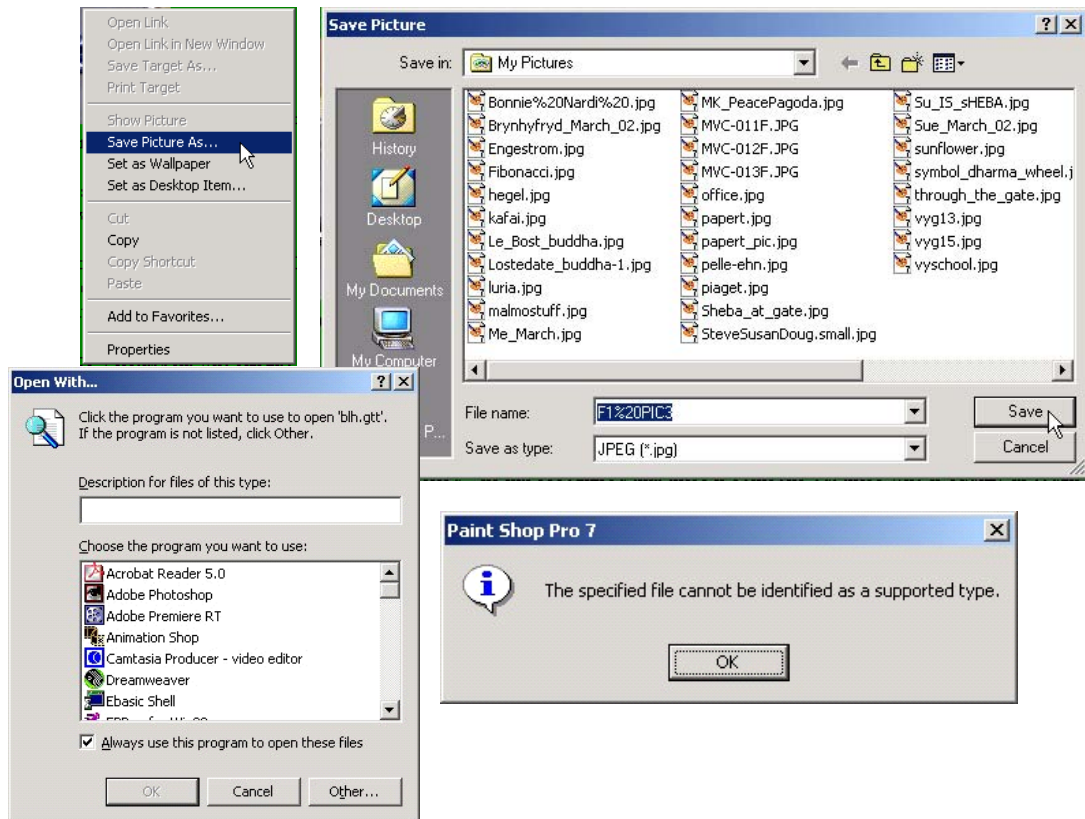 Open Link
Open Link in New Window
Save Target As...
Print Target
Show Picture
Save Picture As...
Set as Wallpaper
Set as Desktop Item...
Cut
Copy
Copy Shortcut
Paste
Add to Favorites...
Properties
Save Picture
Save in:
My Pictures
History
Desktop
My Documents
My Computer
P...
Bonnie%20Nardi%20.jpg
Brynhyfryd_March_02.jpg
Engestrom.jpg
Fibonacci.jpg
hegel.jpg
kafai.jpg
Le_Bost_buddha.jpg
Lostedate_buddha-1.jpg
luria.jpg
malmostuff.jpg
Me_March.jpg
MK_PeacePagoda.jpg
MVC-011F.JPG
MVC-012F.JPG
MVC-013F.JPG
office.jpg
papert.jpg
papert_pic.jpg
pelle-ehn.jpg
piaget.jpg
Sheba_at_gate.jpg
SteveSusanDoug.small.jpg
Su_IS_sHEBA.jpg
Sue_March_02.jpg
sunflower.jpg
symbol_dharma_wheel.j
through_the_gate.jpg
vyg13.jpg
vyg15.jpg
vyschool.jpg
File name:
F1%20PIC3
Save
Save as type:
JPEG (*.jpg)
Cancel
Open With...
Click the program you want to use to open 'blh.gtt'.
If the program is not listed, click Other.
Description for files of this type:
Choose the program you want to use:
Acrobat Reader 5.0
Adobe Photoshop
Adobe Premiere RT
Animation Shop
Camtasia Producer - video editor
Dreamweaver
Ebasic Shell
Always use this program to open these files
OK
Cancel
Other...
Paint Shop Pro 7
The specified file cannot be identified as a supported type.
OK